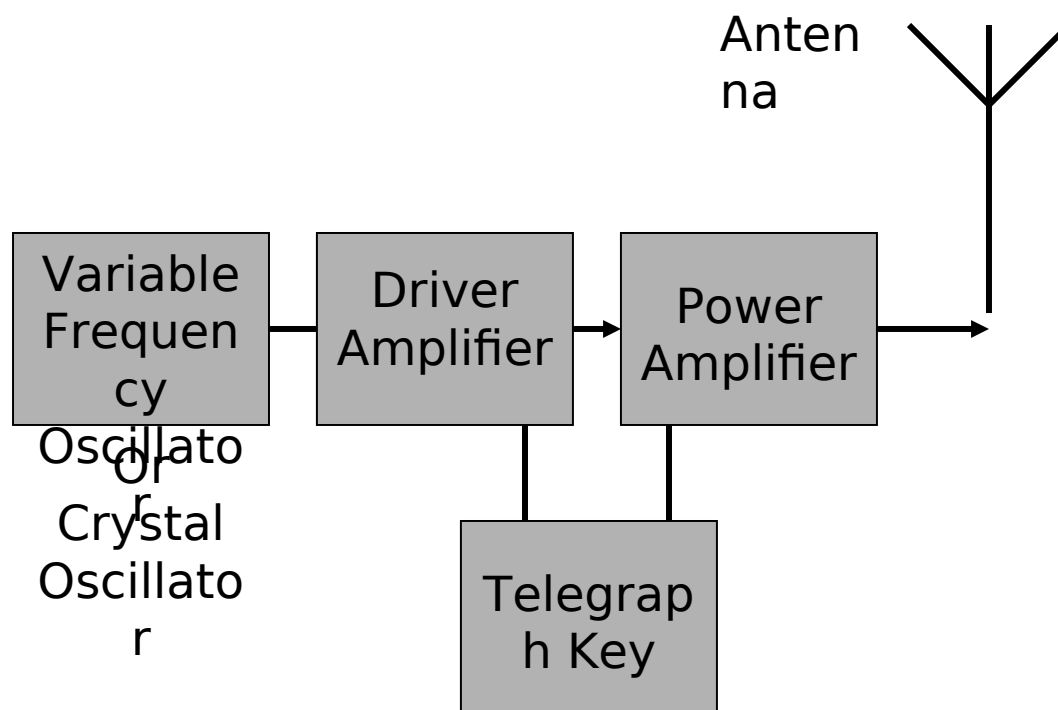 Anten
na
Variable
Frequen
cy
Oscillato
r
Or
Crystal
Oscillato
r
Driver
Amplifier
Power
Amplifier
Telegrap
h Key